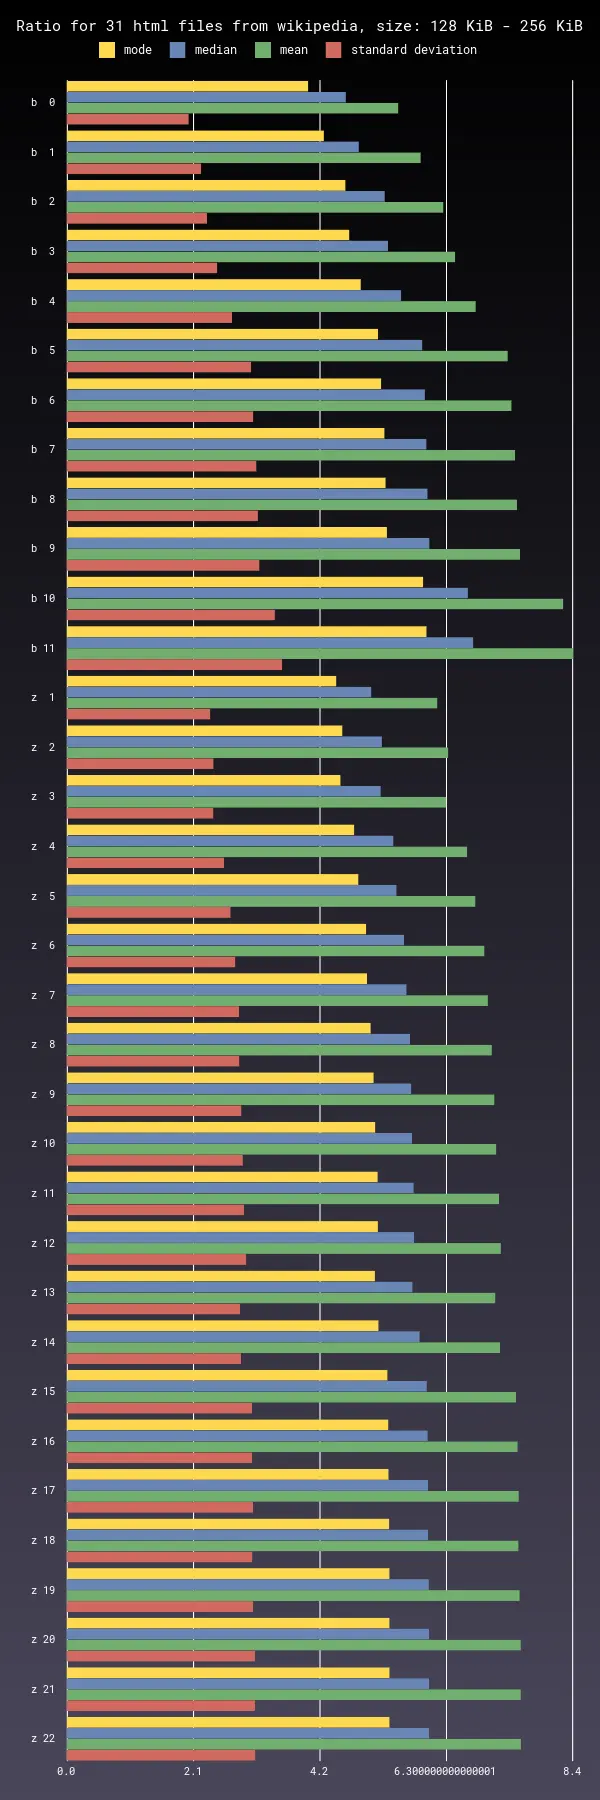 Ratio for 31 html files from wikipedia, size: 128 KiB - 256 KiB
mode median mean standard deviation
b 0
b 1
b 2
b 3
b 4
b 5
b 6
b 7
b 8
b 9
b 10
b 11
z 1
z 2
z 3
z 4
z 5
z 6
z 7
z 8
z 9
z 10
z 11
z 12
z 13
z 14
z 15
z 16
z 17
z 18
z 19
z 20
z 21
z 22
0.0 2.1 4.2 6.300000000000001 8.4